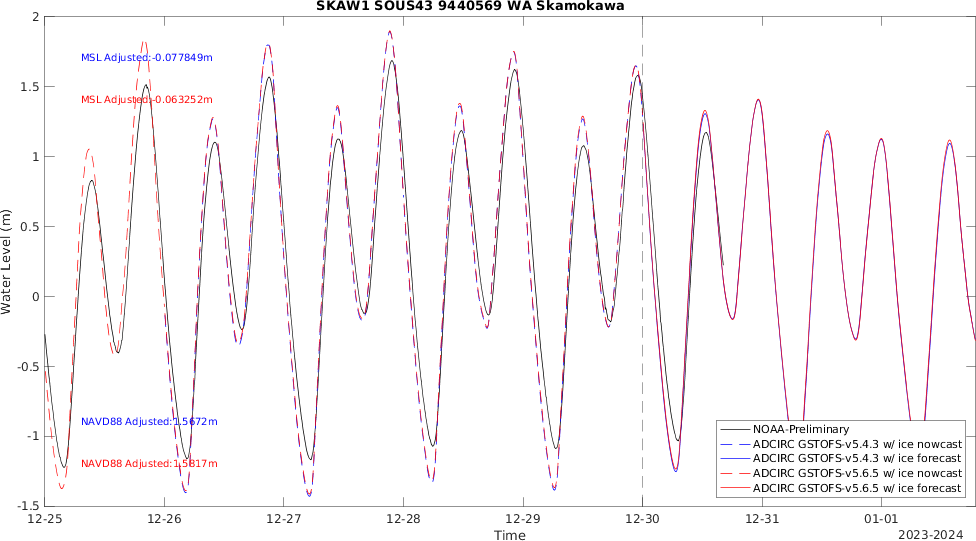 SKAW1 SOUS43 9440569 WA Skamokawa
2
1.5
1
0.5
0
-0.5
-1
-1.5
Water Level (m)
MSL Adjusted:-0.077849m
MSL Adjusted:-0.063252m
NAVD88 Adjusted:1.5672m
NAVD88 Adjusted:1.5817m
NOAA-Preliminary
ADCIRC GSTOFS-v5.4.3 w/ ice nowcast
ADCIRC GSTOFS-v5.4.3 w/ ice forecast
ADCIRC GSTOFS-v5.6.5 w/ ice nowcast
ADCIRC GSTOFS-v5.6.5 w/ ice forecast
12-25 12-26 12-27 12-28 12-29 12-30 12-31 01-01
Time
2023-2024